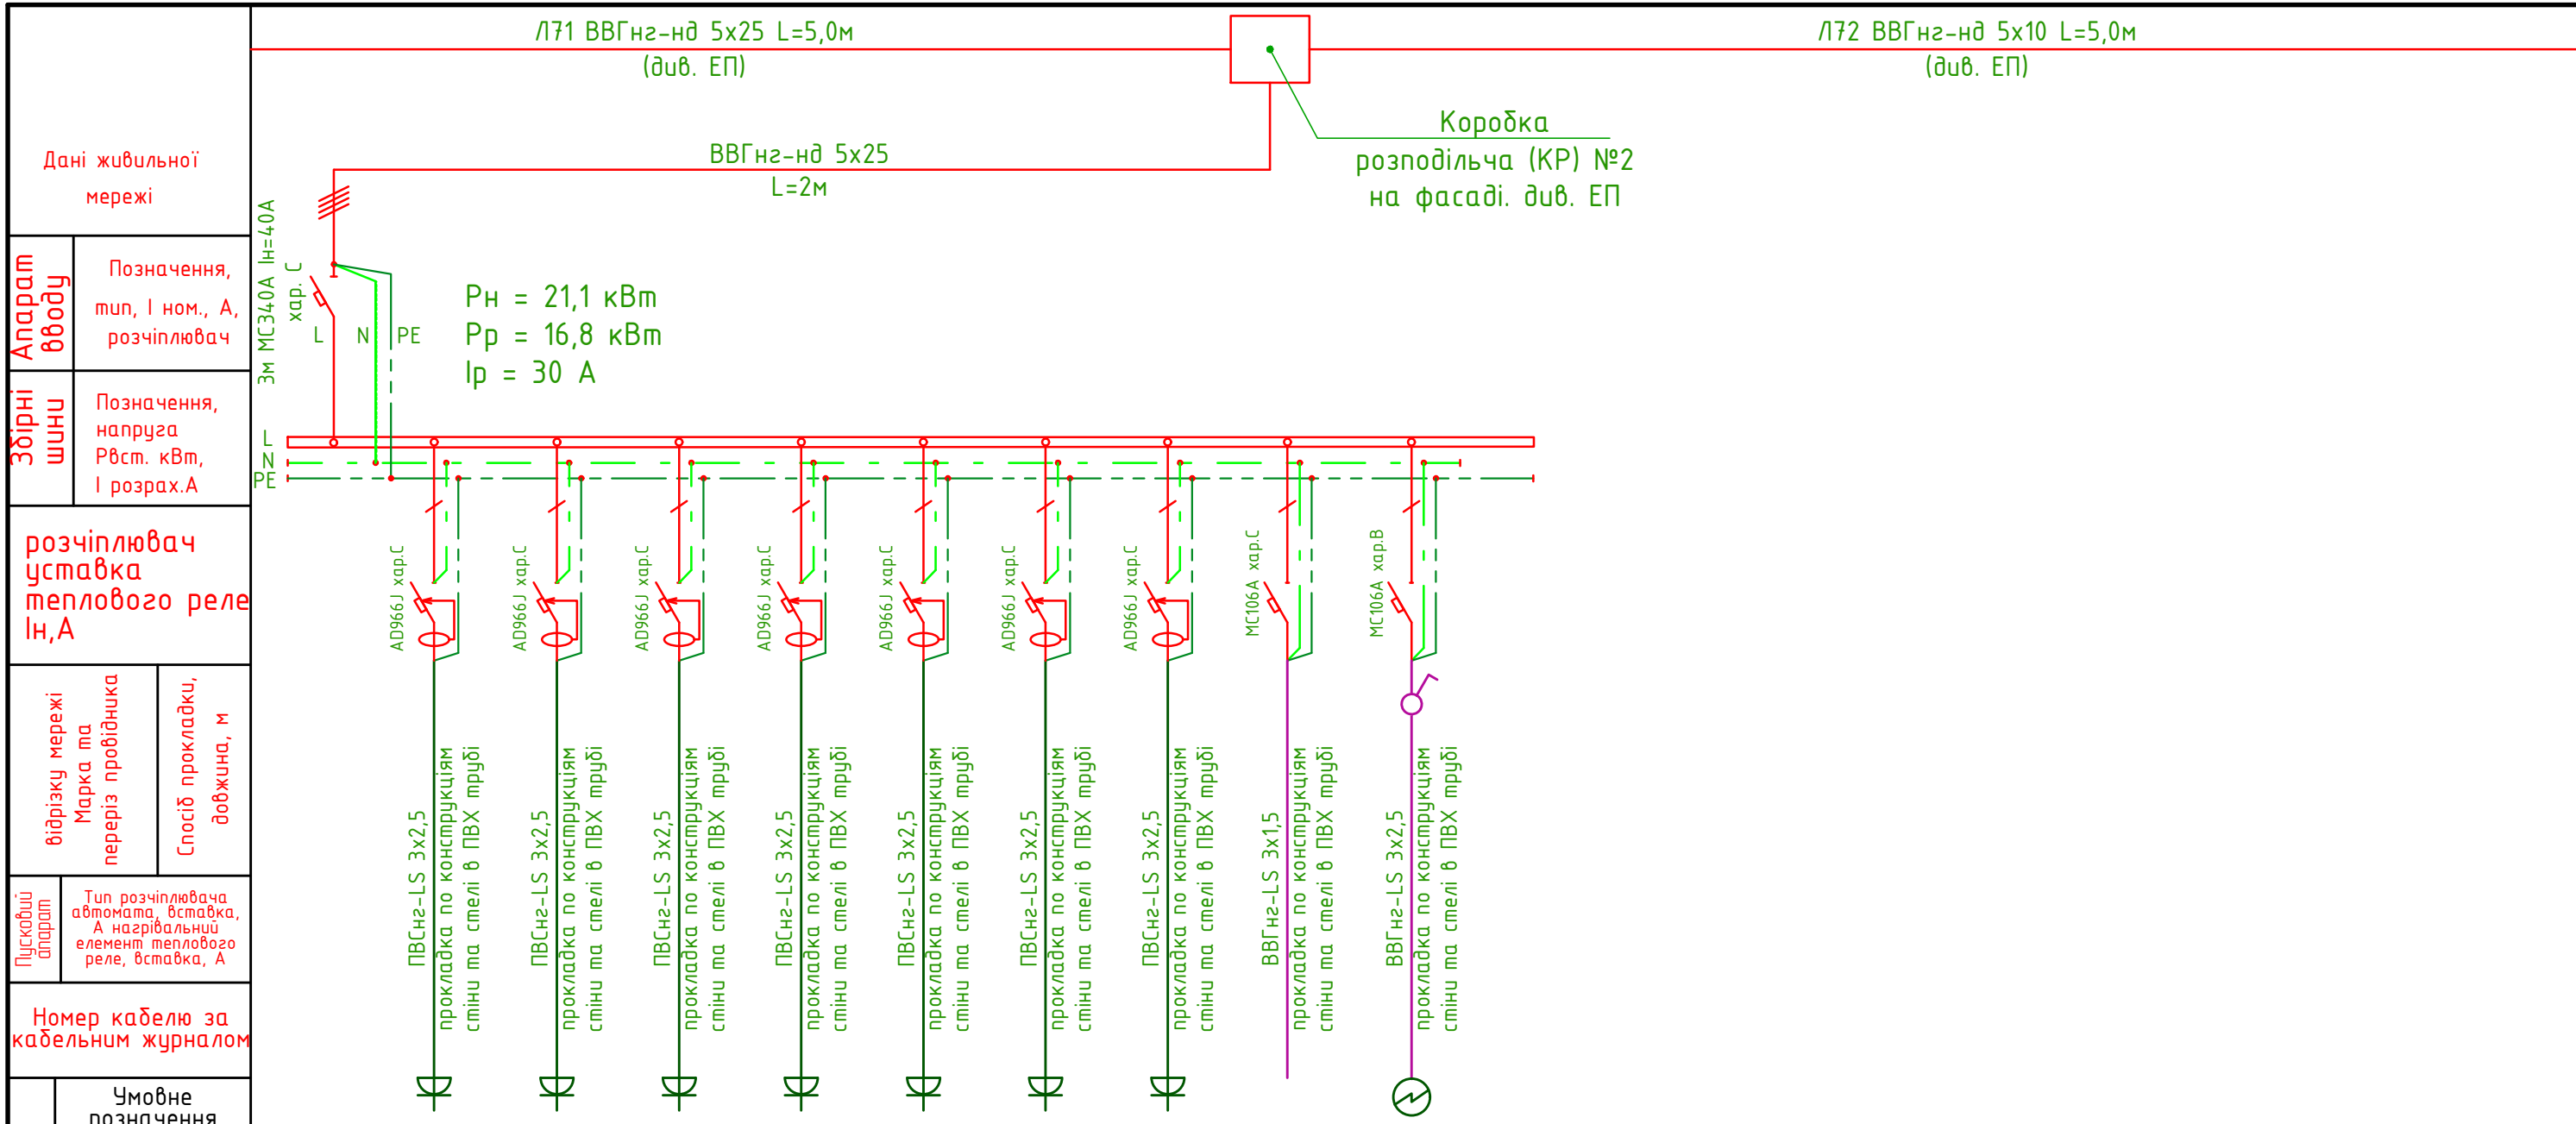 Л71 ВВГнг-нд 5х25 L=5,0м
(див. ЕП)
Л72 ВВГнг-нд 5х10 L=5,0м
(див. ЕП)
Коробка
розподільча (КР) №2
на фасаді. див. ЕП
ВВГнг-нд 5х25
L=2м
Дані живильної
мережі
Апарат
вводу
Позначення,
тип, І ном., А,
розчіплювач
3м МС340А Ін=40А
хар. С
L
N
PE
Рн = 21,1 кВт
Рр = 16,8 кВт
Ір = 30 А
Збірні
шини
Позначення,
напруга
Рвст. кВт,
І розрах.А
L
N
PE
розчіплювач
уставка
теплового реле
Ін,А
AD966J хар.С
AD966J хар.С
AD966J хар.С
AD966J хар.С
AD966J хар.С
AD966J хар.С
AD966J хар.С
МС106А хар.С
МС106А хар.В
відрізку мережі
Марка та
переріз провідника
Спосіб прокладки,
довжина, м
ПВСнг-LS 3х2,5
прокладка по конструкціям
стіни та стелі в ПВХ трубі
ПВСнг-LS 3х2,5
прокладка по конструкціям
стіни та стелі в ПВХ трубі
ПВСнг-LS 3х2,5
прокладка по конструкціям
стіни та стелі в ПВХ трубі
ПВСнг-LS 3х2,5
прокладка по конструкціям
стіни та стелі в ПВХ трубі
ПВСнг-LS 3х2,5
прокладка по конструкціям
стіни та стелі в ПВХ трубі
ПВСнг-LS 3х2,5
прокладка по конструкціям
стіни та стелі в ПВХ трубі
ПВСнг-LS 3х2,5
прокладка по конструкціям
стіни та стелі в ПВХ трубі
ВВГнг-LS 3х1,5
прокладка по конструкціям
стіни та стелі в ПВХ трубі
ВВГнг-LS 3х2,5
прокладка по конструкціям
стіни та стелі в ПВХ трубі
Пусковий
апарат
Тип розчіплювача
автомата, вставка,
А нагрівальний
елемент теплового
реле, вставка, А
Номер кабелю за
кабельним журналом
Умовне
позначення